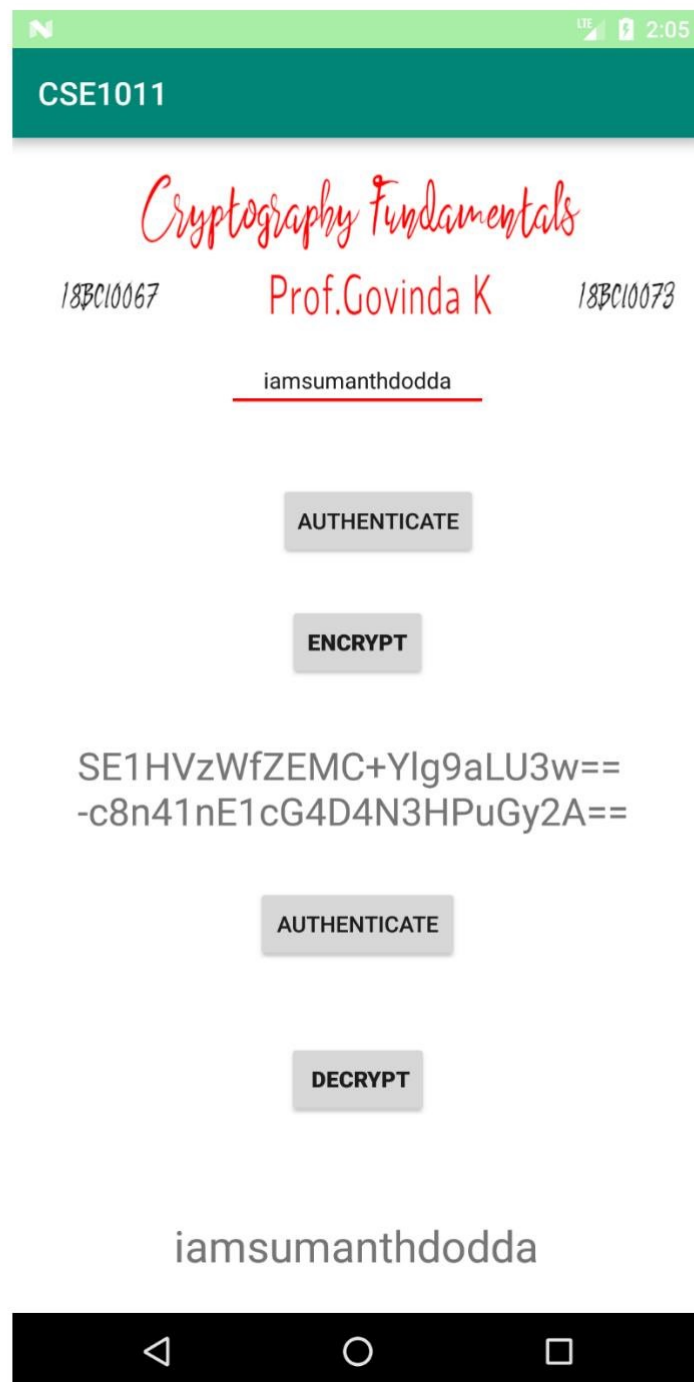 LTE 2:05
CSE1011
Cryptography Fundamentals
18BCI0067 Prof.Govinda K 18BCI0073
iamsumanthdodda
AUTHENTICATE
ENCRYPT
SE1HVzWfZEMC+Ylg9aLU3w==
-c8n41nE1cG4D4N3HPuGy2A==
AUTHENTICATE
DECRYPT
iamsumanthdodda